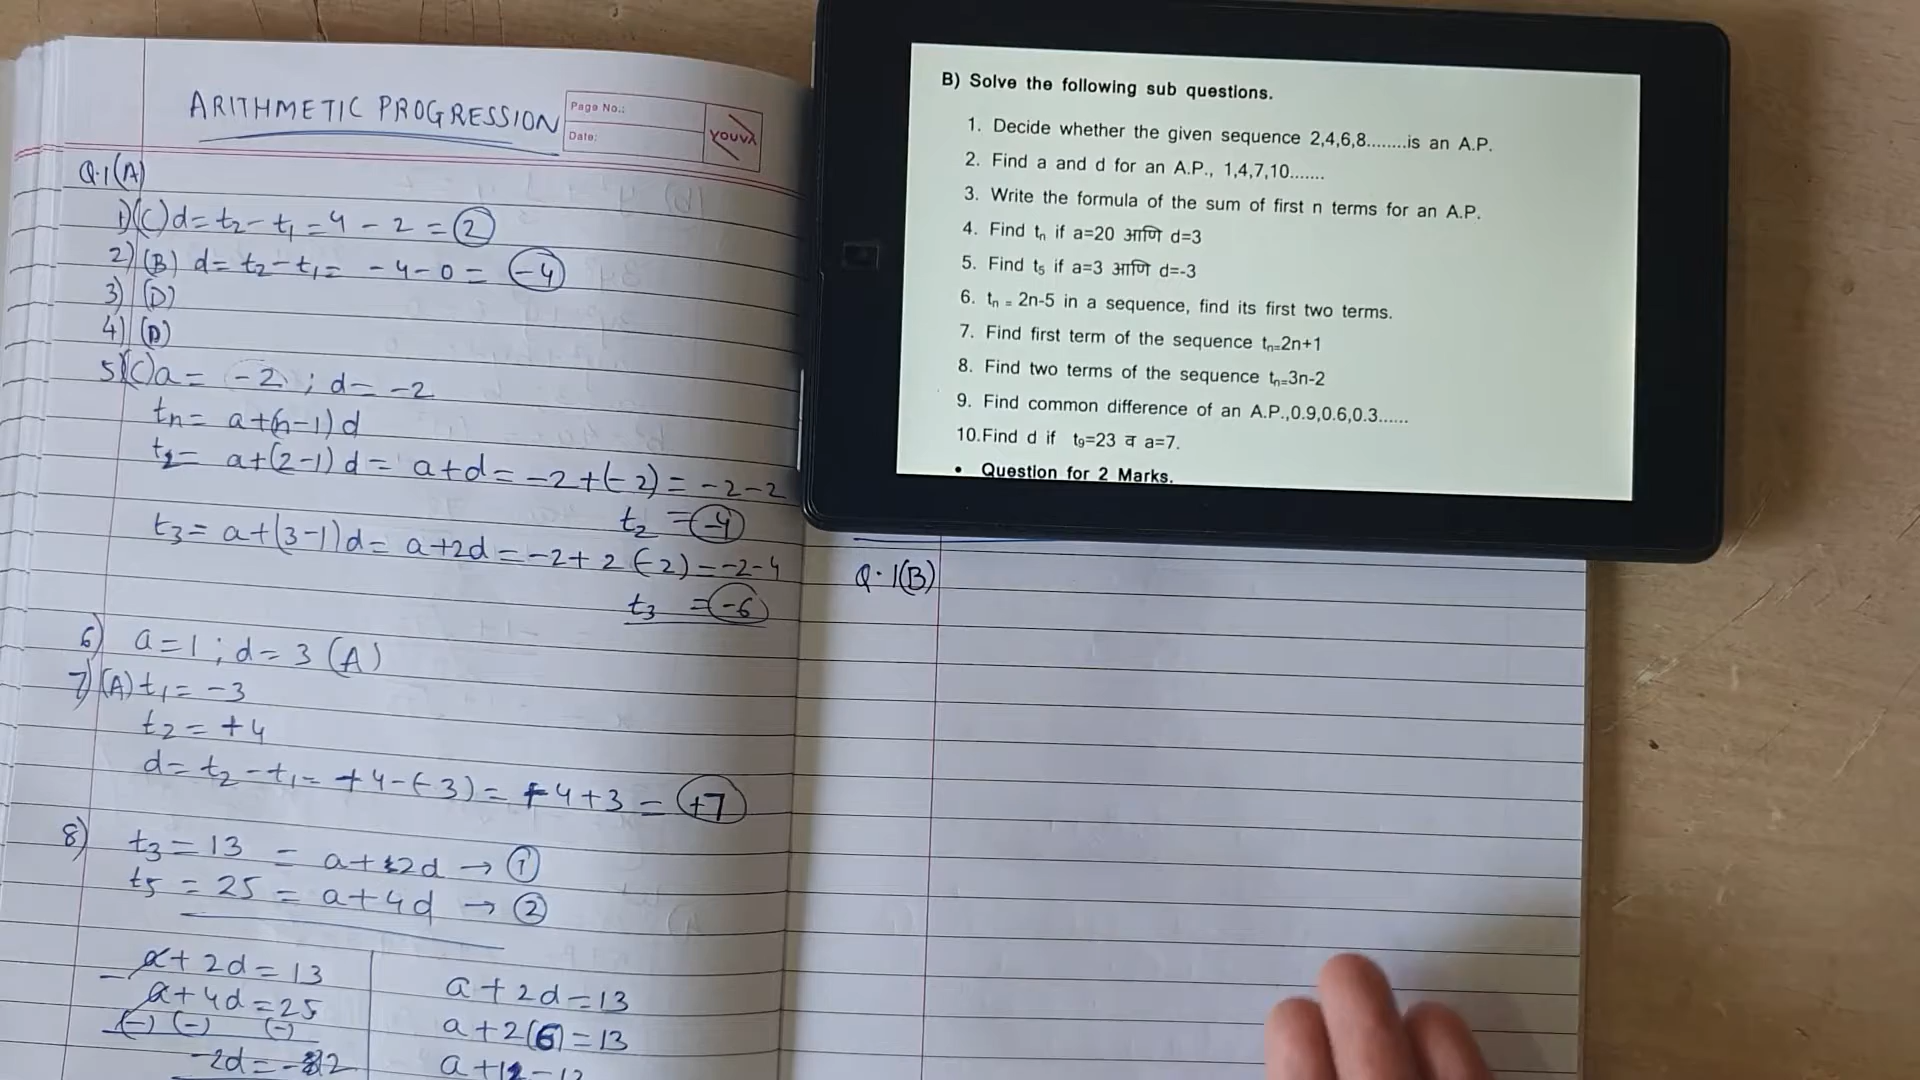 ARITHMETIC PROGRESSION
Page No.:
Date:
YOUVA
Q.1(A)
1) (C) d = t₂ - t₁ = 4 - 2 = 2
2) (B) d = t₂ - t₁ = -4 - 0 = -4
3) (D)
4) (D)
5) (C) a = -2 ; d = -2
tn = a+(n-1)d
t₂ = a+(2-1)d = a+d = -2+(-2) = -2-2
t₂ = -4
t₃ = a+(3-1)d = a+2d = -2+2(-2) = -2-4
t₃ = -6
6) a=1 ; d= 3 (A)
7) (A) t₁ = -3
t₂ = +4
d = t₂ - t₁ = +4-(-3) = +4+3 = +7
8) t₃ = 13 = a+2d → ①
t₅ = 25 = a+4d → ②
a+2d=13
- a+4d=25
(-) (-) (-)
-2d=-12
a+2d=13
a+2(6)=13
a+12=13
B) Solve the following sub questions.
1. Decide whether the given sequence 2,4,6,8........is an A.P.
2. Find a and d for an A.P., 1,4,7,10.......
3. Write the formula of the sum of first n terms for an A.P.
4. Find tn if a=20 आणि d=3
5. Find t5 if a=3 आणि d=-3
6. tn = 2n-5 in a sequence, find its first two terms.
7. Find first term of the sequence tn=2n+1
8. Find two terms of the sequence tn=3n-2
9. Find common difference of an A.P.,0.9,0.6,0.3......
10.Find d if t9=23 व a=7.
• Question for 2 Marks.
Q.1(B)